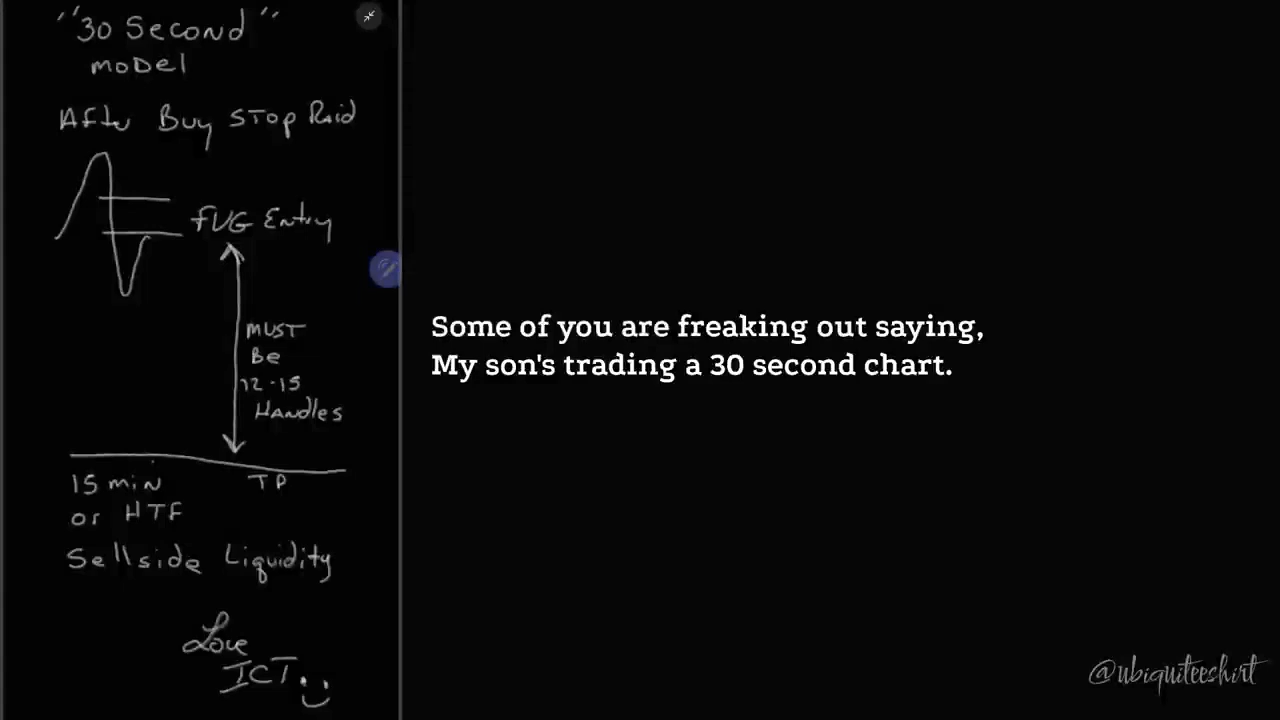 "30 Second"
moDel
After Buy STop Raid
FVG Entry
MUST
Be
12-15
HANDles
15 min
TP
or HTF
Sellside Liquidity
Love
ICT
Some of you are freaking out saying,
My son's trading a 30 second chart.
@ubiquiteeshirt